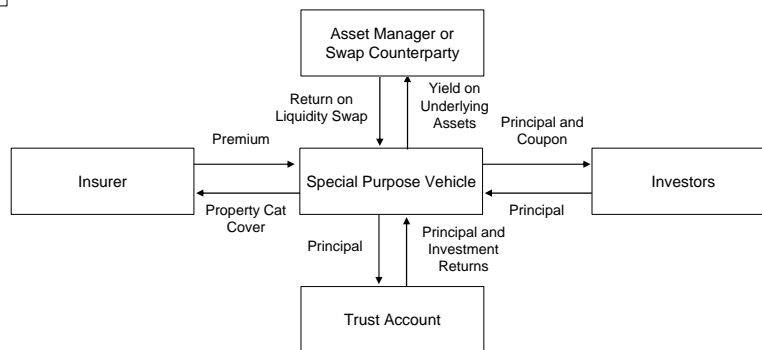 Asset Manager or
Swap Counterparty
Return on
Liquidity Swap
Yield on
Underlying
Assets
Premium
Principal and
Coupon
Insurer
Special Purpose Vehicle
Investors
Property Cat
Cover
Principal
Principal
Principal and
Investment
Returns
Trust Account